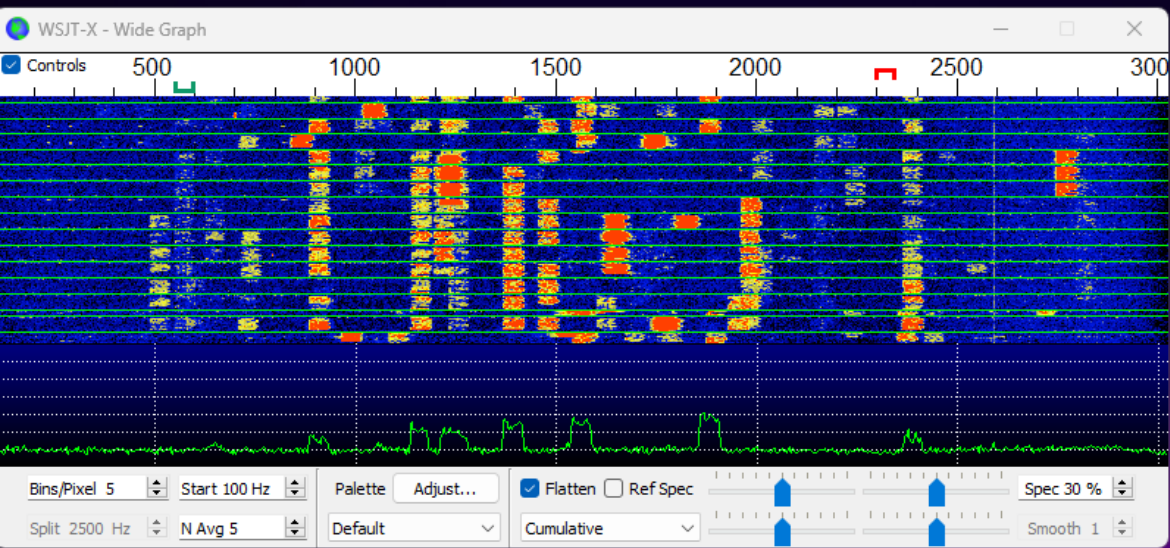 WSJT-X - Wide Graph
Controls 500 1000 1500 2000 2500 300
Bins/Pixel 5 Start 100 Hz Palette Adjust... Flatten Ref Spec Spec 30 %
Split 2500 Hz N Avg 5 Default Cumulative Smooth 1